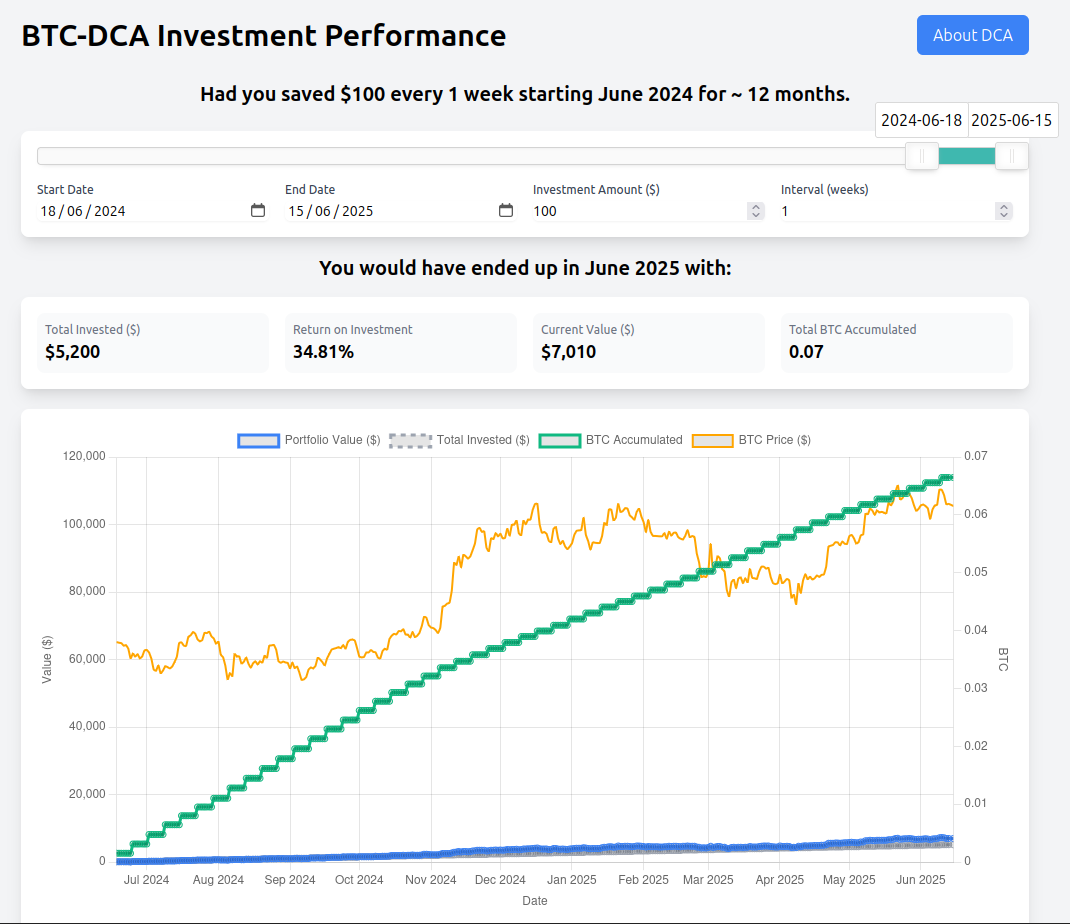 BTC-DCA Investment Performance
About DCA
Had you saved $100 every 1 week starting June 2024 for ~ 12 months.
2024-06-18 2025-06-15
Start Date End Date Investment Amount ($) Interval (weeks)
18/06/2024 15/06/2025 100 1
You would have ended up in June 2025 with:
Total Invested ($) Return on Investment Current Value ($) Total BTC Accumulated
$5,200 34.81% $7,010 0.07
Portfolio Value ($) Total Invested ($) BTC Accumulated BTC Price ($)
120,000 0.07
0.06
100,000
0.05
80,000
0.04
60,000
0.03
40,000
0.02
20,000
0.01
0 0
Value ($)
BTC
Jul 2024 Aug 2024 Sep 2024 Oct 2024 Nov 2024 Dec 2024 Jan 2025 Feb 2025 Mar 2025 Apr 2025 May 2025 Jun 2025
Date